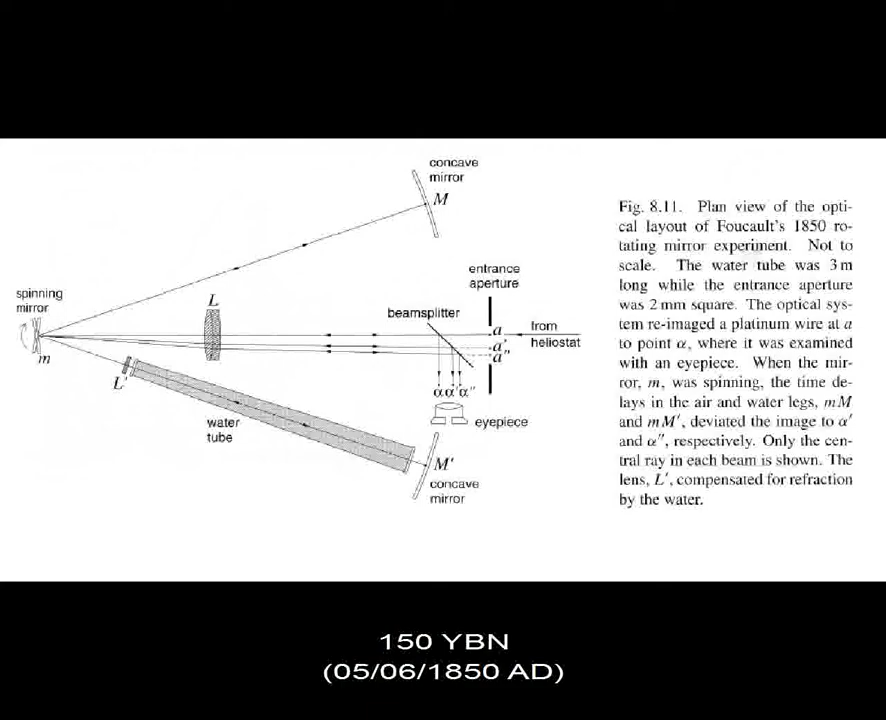 concave
mirror
M
entrance
aperture
spinning
mirror
L
beamsplitter
a
from
heliostat
a'
a''
m
L'
α α' α''
eyepiece
water
tube
M'
concave
mirror
Fig. 8.11. Plan view of the opti-
cal layout of Foucault's 1850 ro-
tating mirror experiment. Not to
scale. The water tube was 3 m
long while the entrance aperture
was 2 mm square. The optical sys-
tem re-imaged a platinum wire at a
to point α, where it was examined
with an eyepiece. When the mir-
ror, m, was spinning, the time de-
lays in the air and water legs, mM
and mM', deviated the image to α'
and α'', respectively. Only the cen-
tral ray in each beam is shown. The
lens, L', compensated for refraction
by the water.
150 YBN
(05/06/1850 AD)